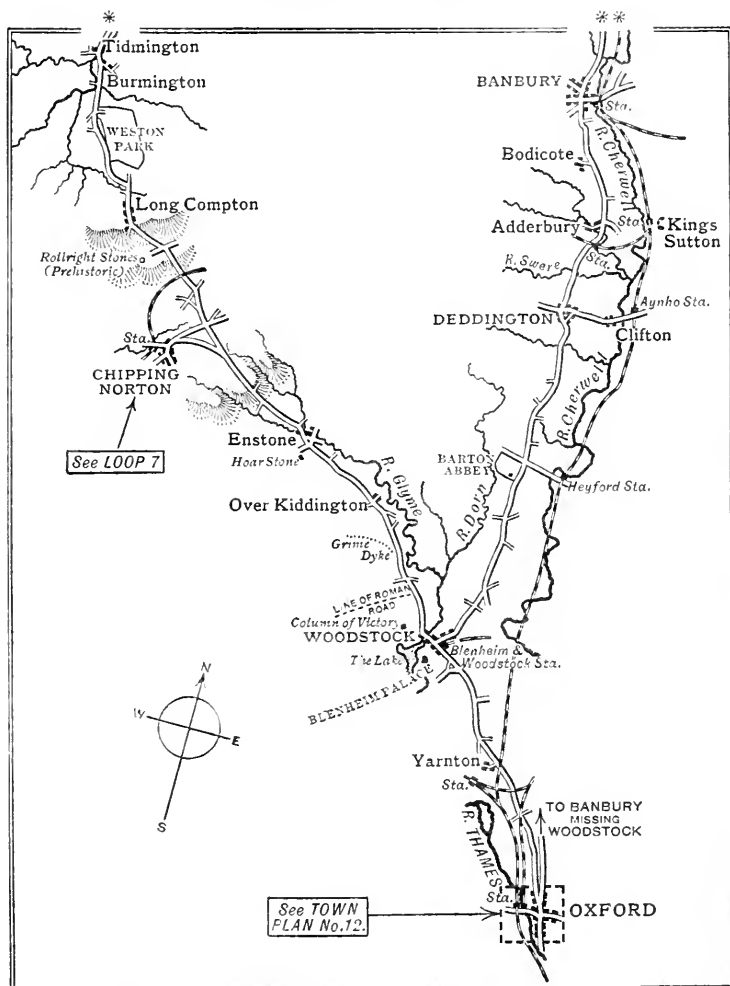 *
* *
Tidmington
Burmington
WESTON
PARK
Long Compton
Rollright Stones
(Prehistoric)
Sta.
CHIPPING
NORTON
See LOOP 7
Enstone
Hoar Stone
R. Glyme
Over Kiddington
Grime
Dyke
LINE OF ROMAN
ROAD
Column of Victory
WOODSTOCK
The Lake
BLENHEIM PALACE
Blenheim &
Woodstock Sta.
BANBURY
Sta.
R. Cherwell
Bodicote
Adderbury
Sta.
Kings
Sutton
Sta.
R. Swere
DEDDINGTON
Aynho Sta.
Clifton
R. Cherwell
BARTON
ABBEY
Heyford Sta.
R. Dorn
N
W
E
S
Yarnton
Sta.
TO BANBURY
MISSING
WOODSTOCK
R. THAMES
Sta.
OXFORD
See TOWN
PLAN No.12.